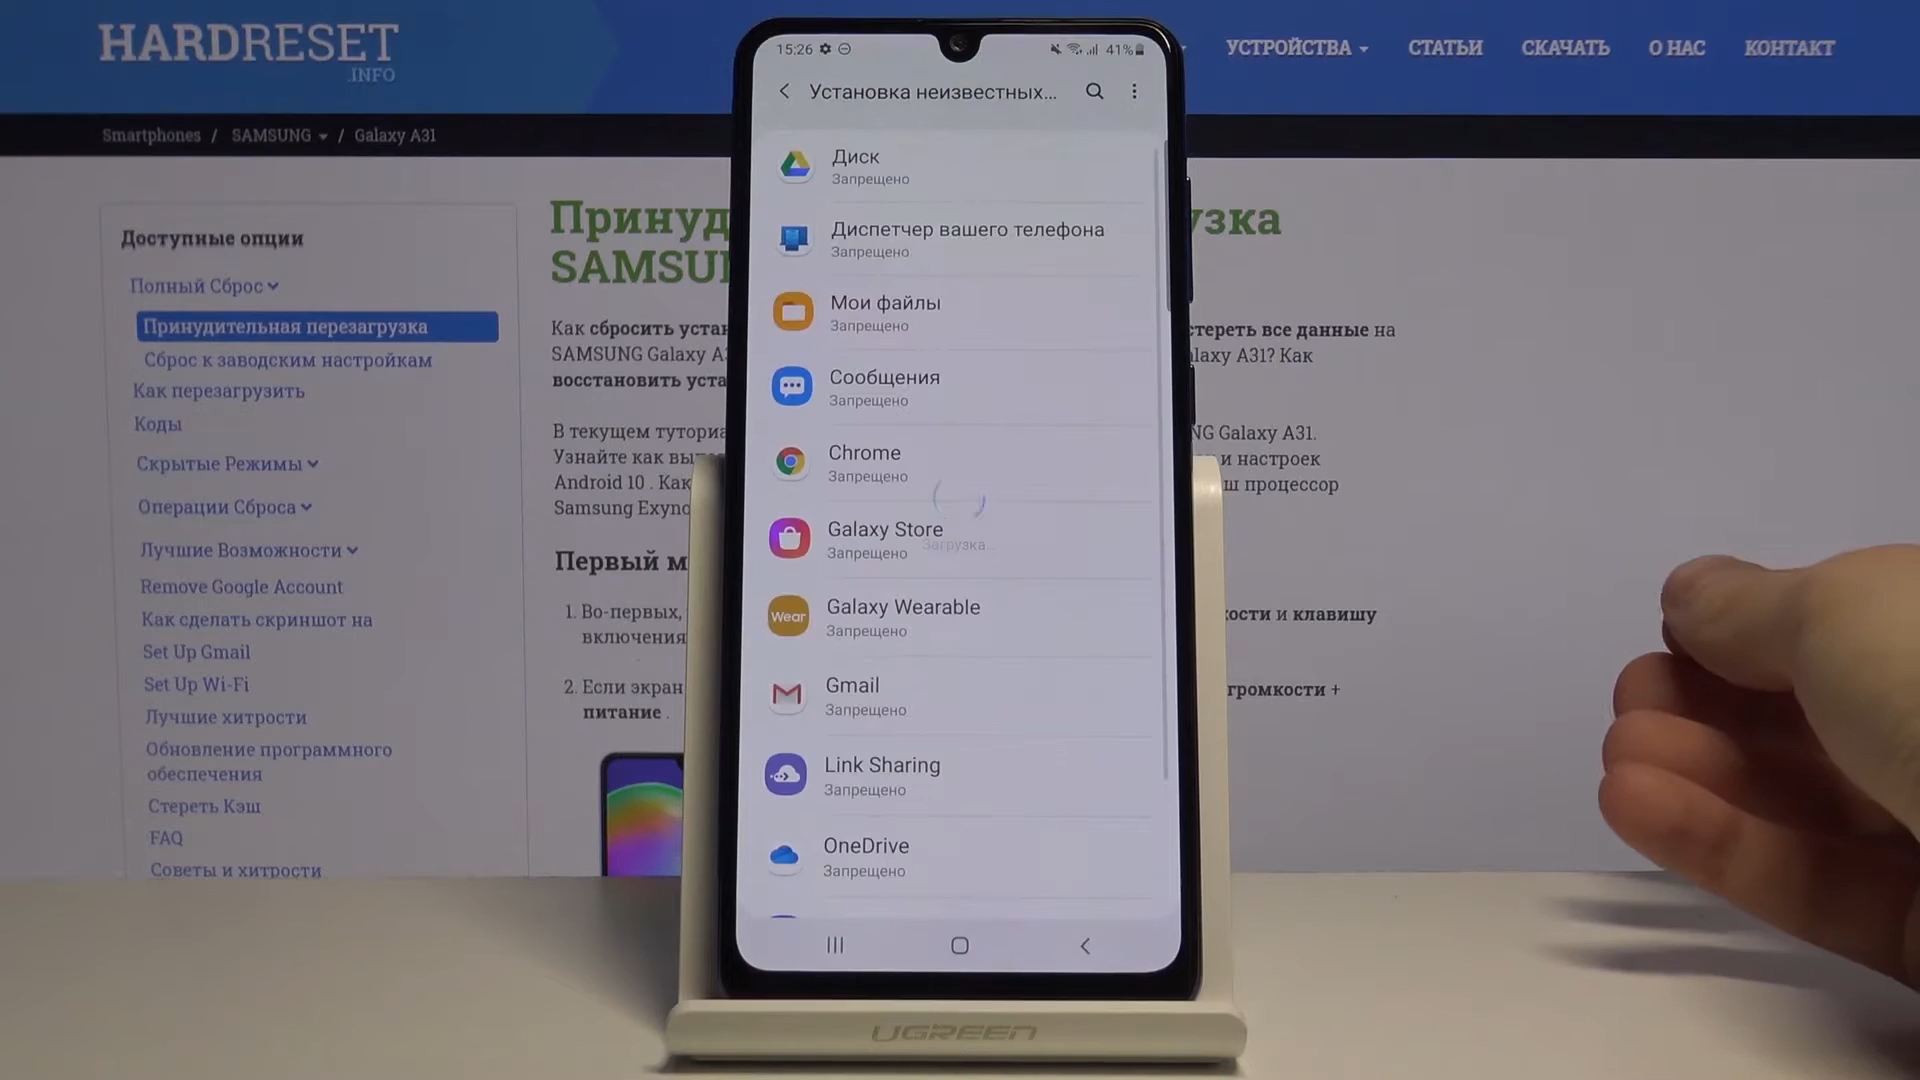 HARDRESET
.INFO
УСТРОЙСТВА
СТАТЬИ
СКАЧАТЬ
О НАС
КОНТАКТ
Smartphones / SAMSUNG / Galaxy A31
Доступные опции
Полный Сброс
Принудительная перезагрузка
Сброс к заводским настройкам
Как перезагрузить
Коды
Скрытые Режимы
Операции Сброса
Лучшие Возможности
Remove Google Account
Как сделать скриншот на
Set Up Gmail
Set Up Wi-Fi
Лучшие хитрости
Обновление программного
обеспечения
Стереть Кэш
FAQ
Советы и хитрости
Принуд
узка
SAMSU
Как сбросить устан
стереть все данные на
SAMSUNG Galaxy A3
laxy A31? Как
восстановить уста
В текущем туториа
NG Galaxy A31.
Узнайте как вып
и настроек
Android 10 . Как
ш процессор
Samsung Exyno
Первый м
1. Во-первых,
кости и клавишу
включения
2. Если экран
громкости +
питание .
15:26
41%
Установка неизвестных...
Диск
Запрещено
Диспетчер вашего телефона
Запрещено
Мои файлы
Запрещено
Сообщения
Запрещено
Chrome
Запрещено
Galaxy Store
Запрещено
Загрузка...
Wear
Galaxy Wearable
Запрещено
Gmail
Запрещено
Link Sharing
Запрещено
OneDrive
Запрещено
UGREEN